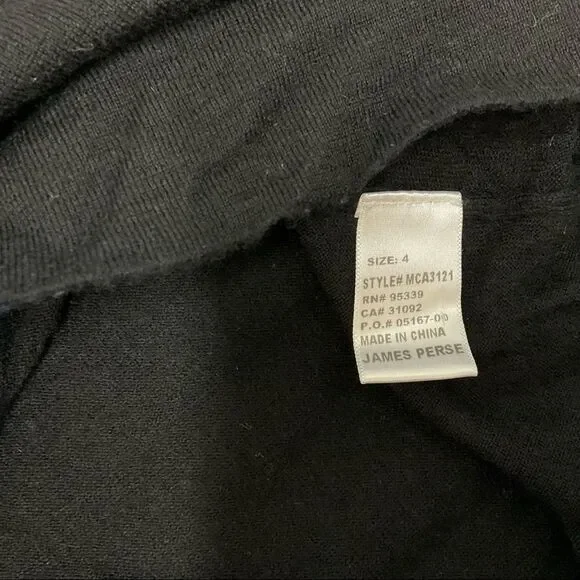 SIZE: 4
STYLE# MCA3121
RN# 95339
CA# 31092
P.O.# 05167-00
MADE IN CHINA
JAMES PERSE